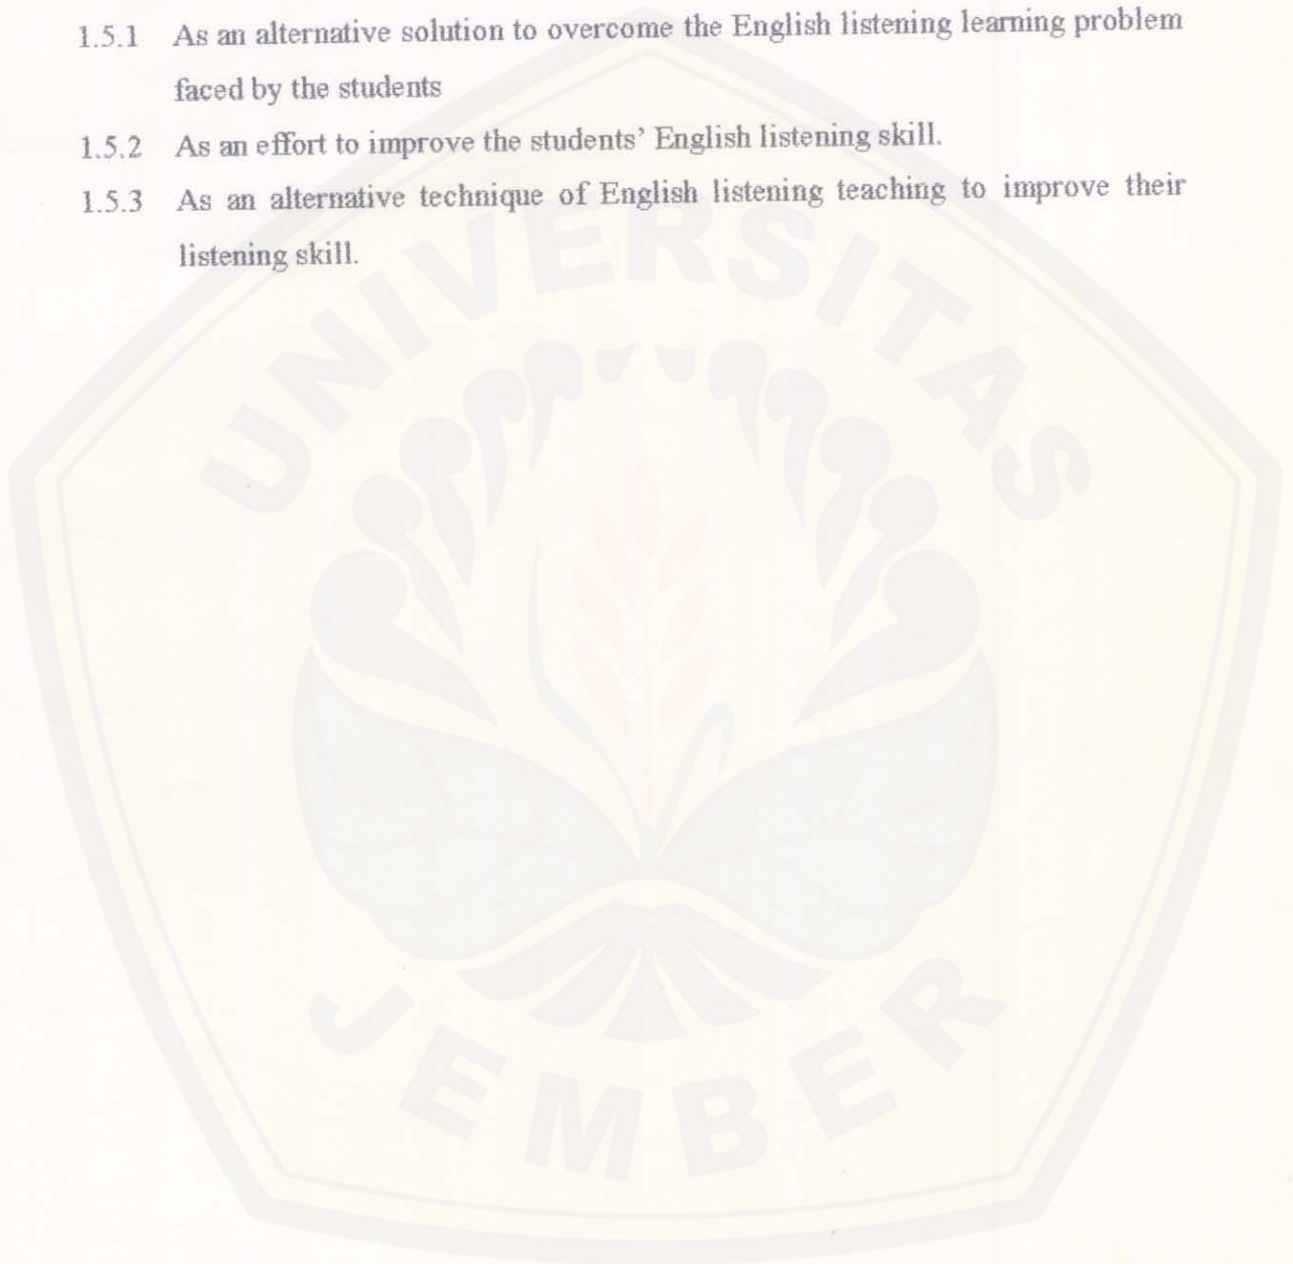 1.5.1 As an alternative solution to overcome the English listening learning problem
faced by the students
1.5.2 As an effort to improve the students’ English listening skill.
1.5.3 As an alternative technique of English listening teaching to improve their
listening skill.
UNIVERSITAS
JEMBER